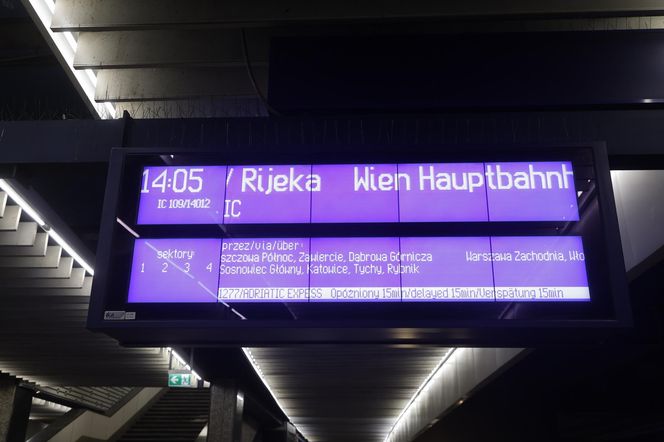 14:05 / Rijeka Wien Hauptbahnh
IC 109/14012 IC
sektory: przez/via/über:
1 2 3 4 szczowa Północ, Zawiercie, Dąbrowa Górnicza Warszawa Zachodnia, Wło
Sosnowiec Główny, Katowice, Tychy, Rybnik
1277/ADRIATIC EXPESS Opóźniony 15min/delayed 15min/Verspätung 15min